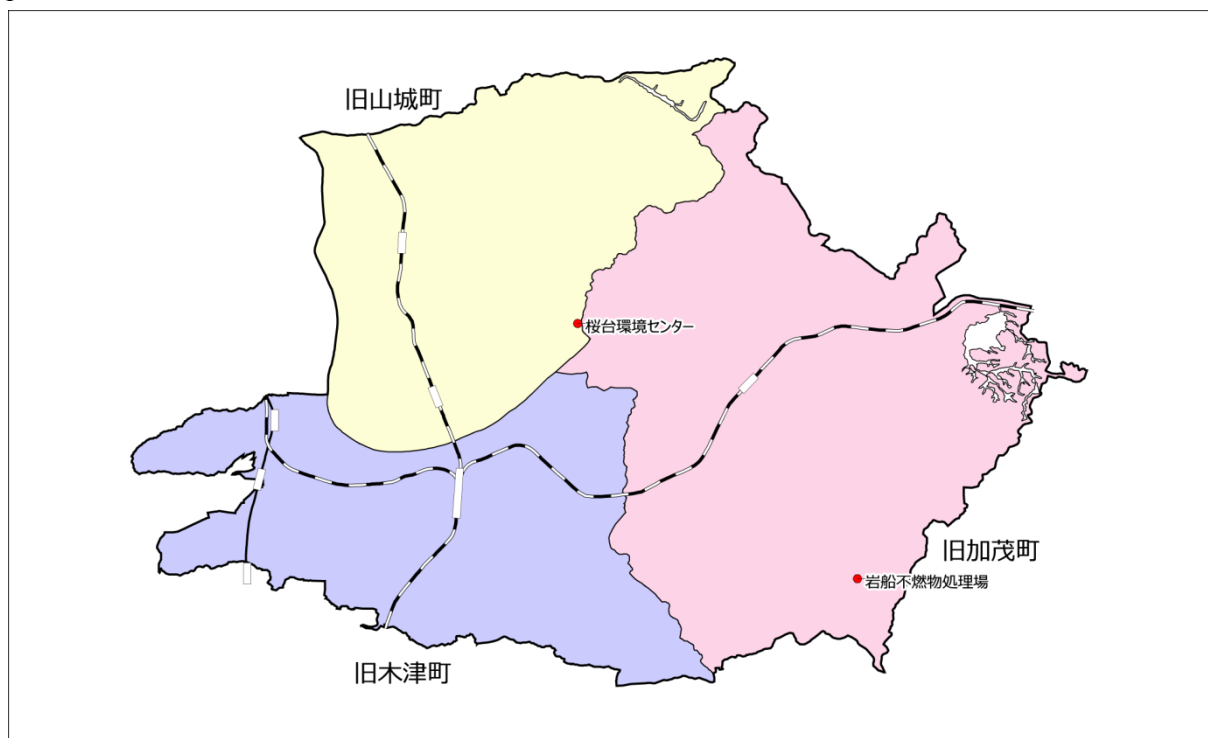 旧山城町
桜台環境センター
旧加茂町
岩船不燃物処理場
旧木津町